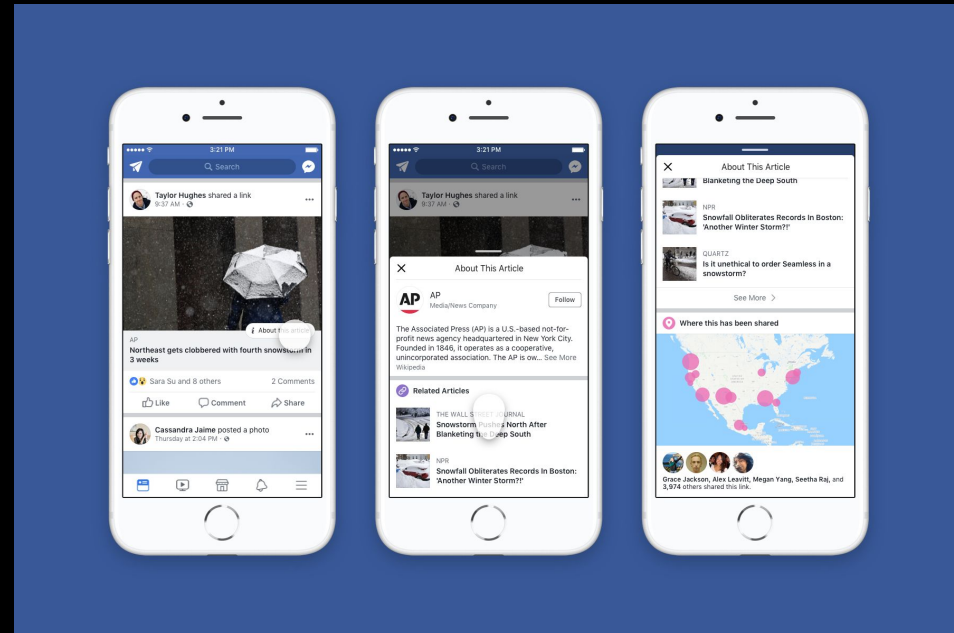 3:21 PM
Search
Taylor Hughes shared a link
9:37 AM
About this article
AP
Northeast gets clobbered with fourth snowstorm in
3 weeks
Sara Su and 8 others
2 Comments
Like
Comment
Share
Cassandra Jaime posted a photo
Thursday at 2:04 PM
3:21 PM
Search
Taylor Hughes shared a link
9:37 AM
About This Article
AP
AP
Media/News Company
Follow
The Associated Press (AP) is a U.S.-based not-for-
profit news agency headquartered in New York City.
Founded in 1846, it operates as a cooperative,
unincorporated association. The AP is ow... See More
Wikipedia
Related Articles
THE WALL STREET JOURNAL
Snowstorm Pushes North After
Blanketing the Deep South
NPR
Snowfall Obliterates Records In Boston:
'Another Winter Storm?!'
About This Article
Blanketing the Deep South
NPR
Snowfall Obliterates Records In Boston:
'Another Winter Storm?!'
QUARTZ
Is it unethical to order Seamless in a
snowstorm?
See More
Where this has been shared
Grace Jackson, Alex Leavitt, Megan Yang, Seetha Raj, and
3,974 others shared this link.